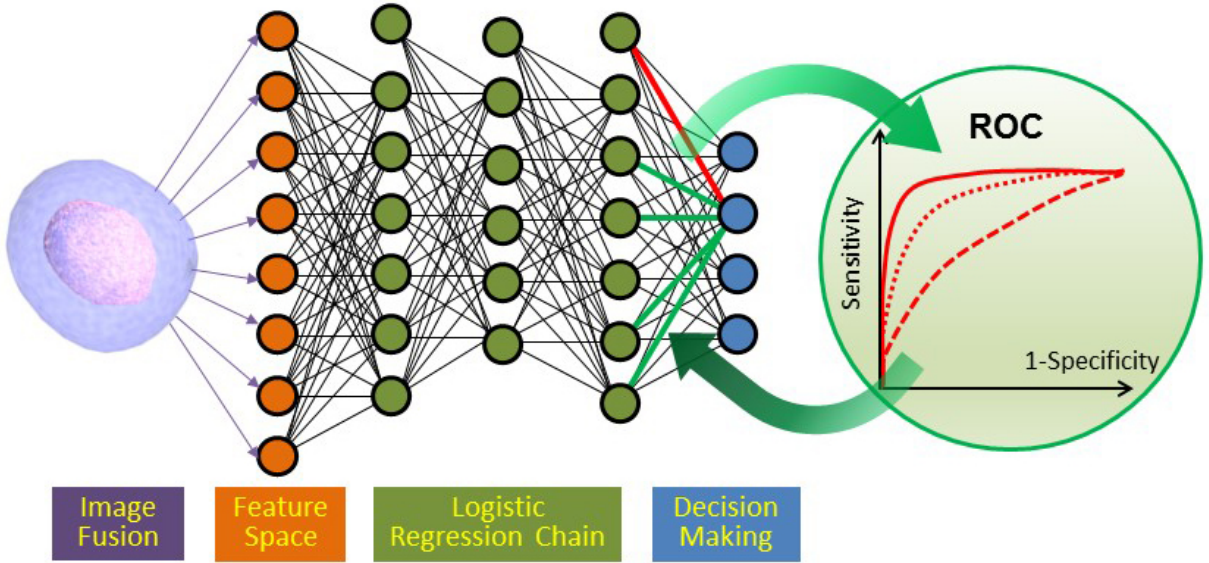 ROC
Sensitivity
1-Specificity
Image
Fusion
Feature
Space
Logistic
Regression Chain
Decision
Making